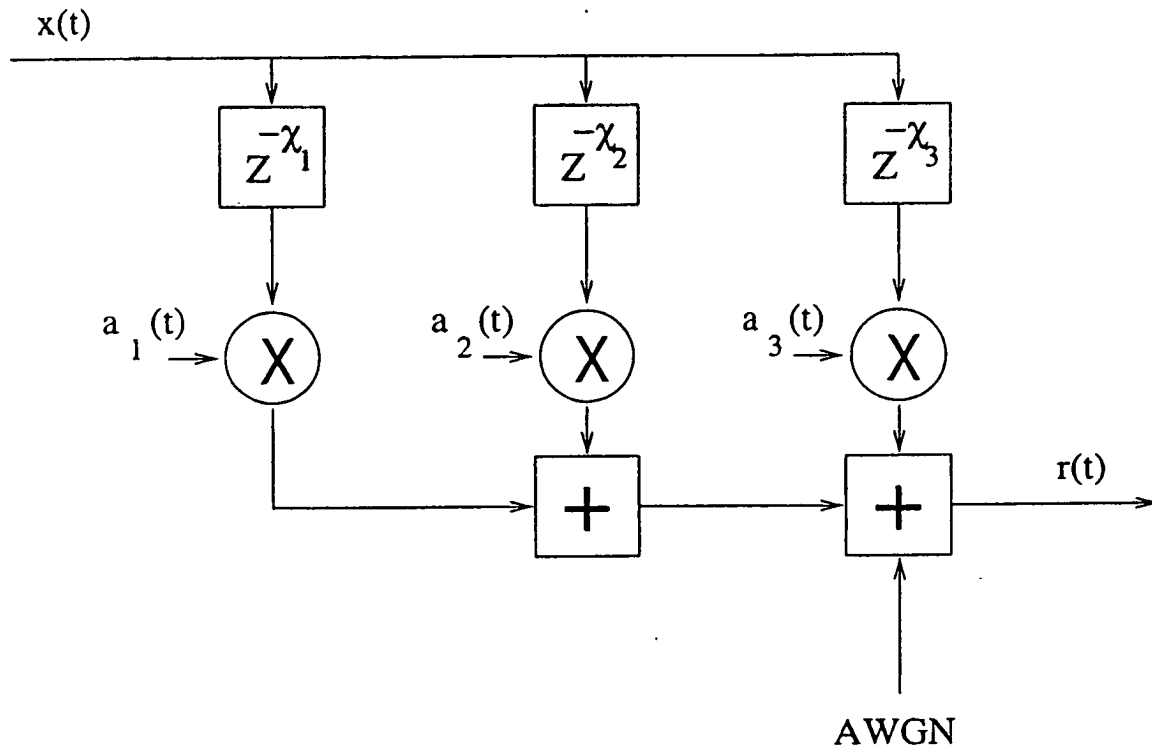 x(t)
Z^-χ_1
Z^-χ_2
Z^-χ_3
a_1(t)
X
a_2(t)
X
a_3(t)
X
+
+
r(t)
AWGN